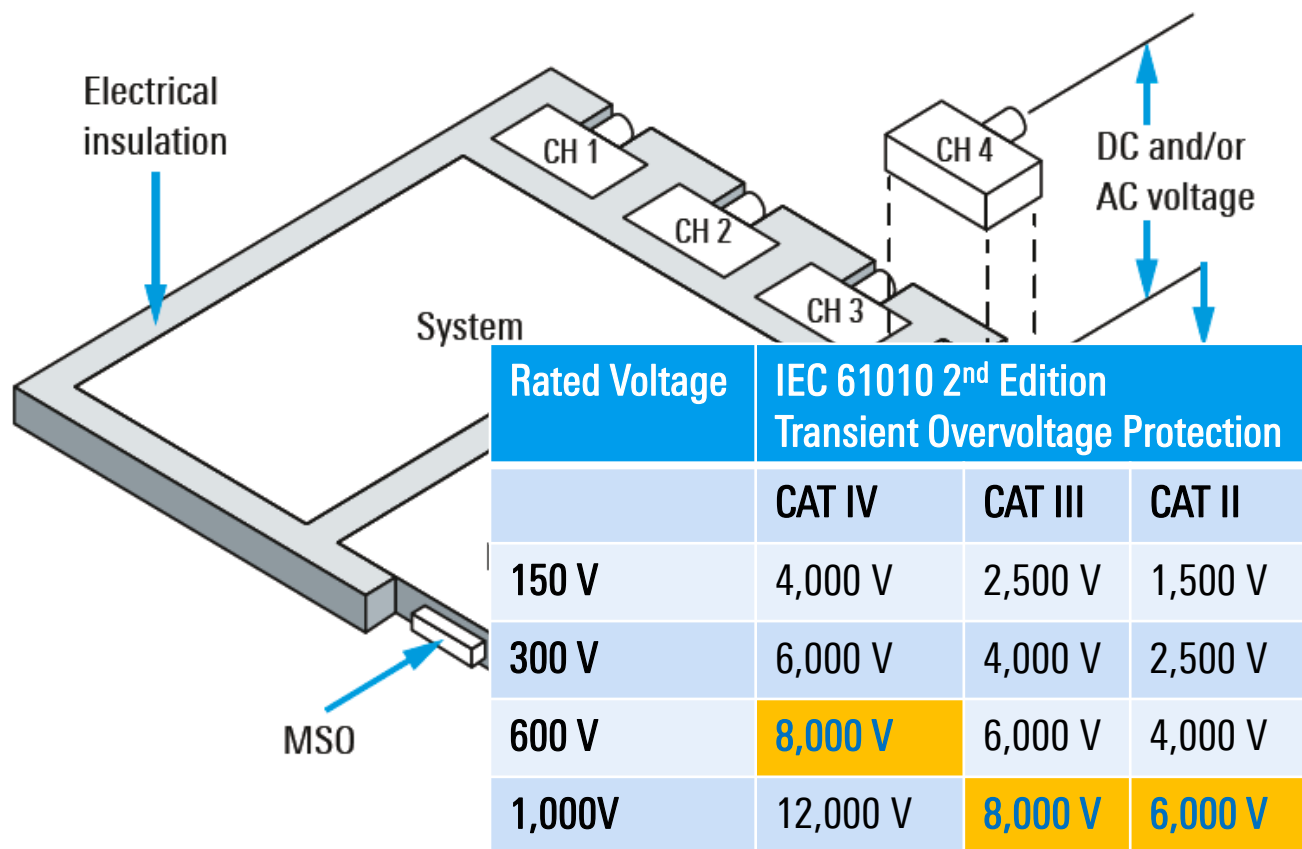 Electrical
insulation
CH 1
CH 2
CH 3
CH 4
DC and/or
AC voltage
System
MSO
Rated Voltage IEC 61010 2nd Edition
Transient Overvoltage Protection
CAT IV CAT III CAT II
150 V 4,000 V 2,500 V 1,500 V
300 V 6,000 V 4,000 V 2,500 V
600 V 8,000 V 6,000 V 4,000 V
1,000V 12,000 V 8,000 V 6,000 V